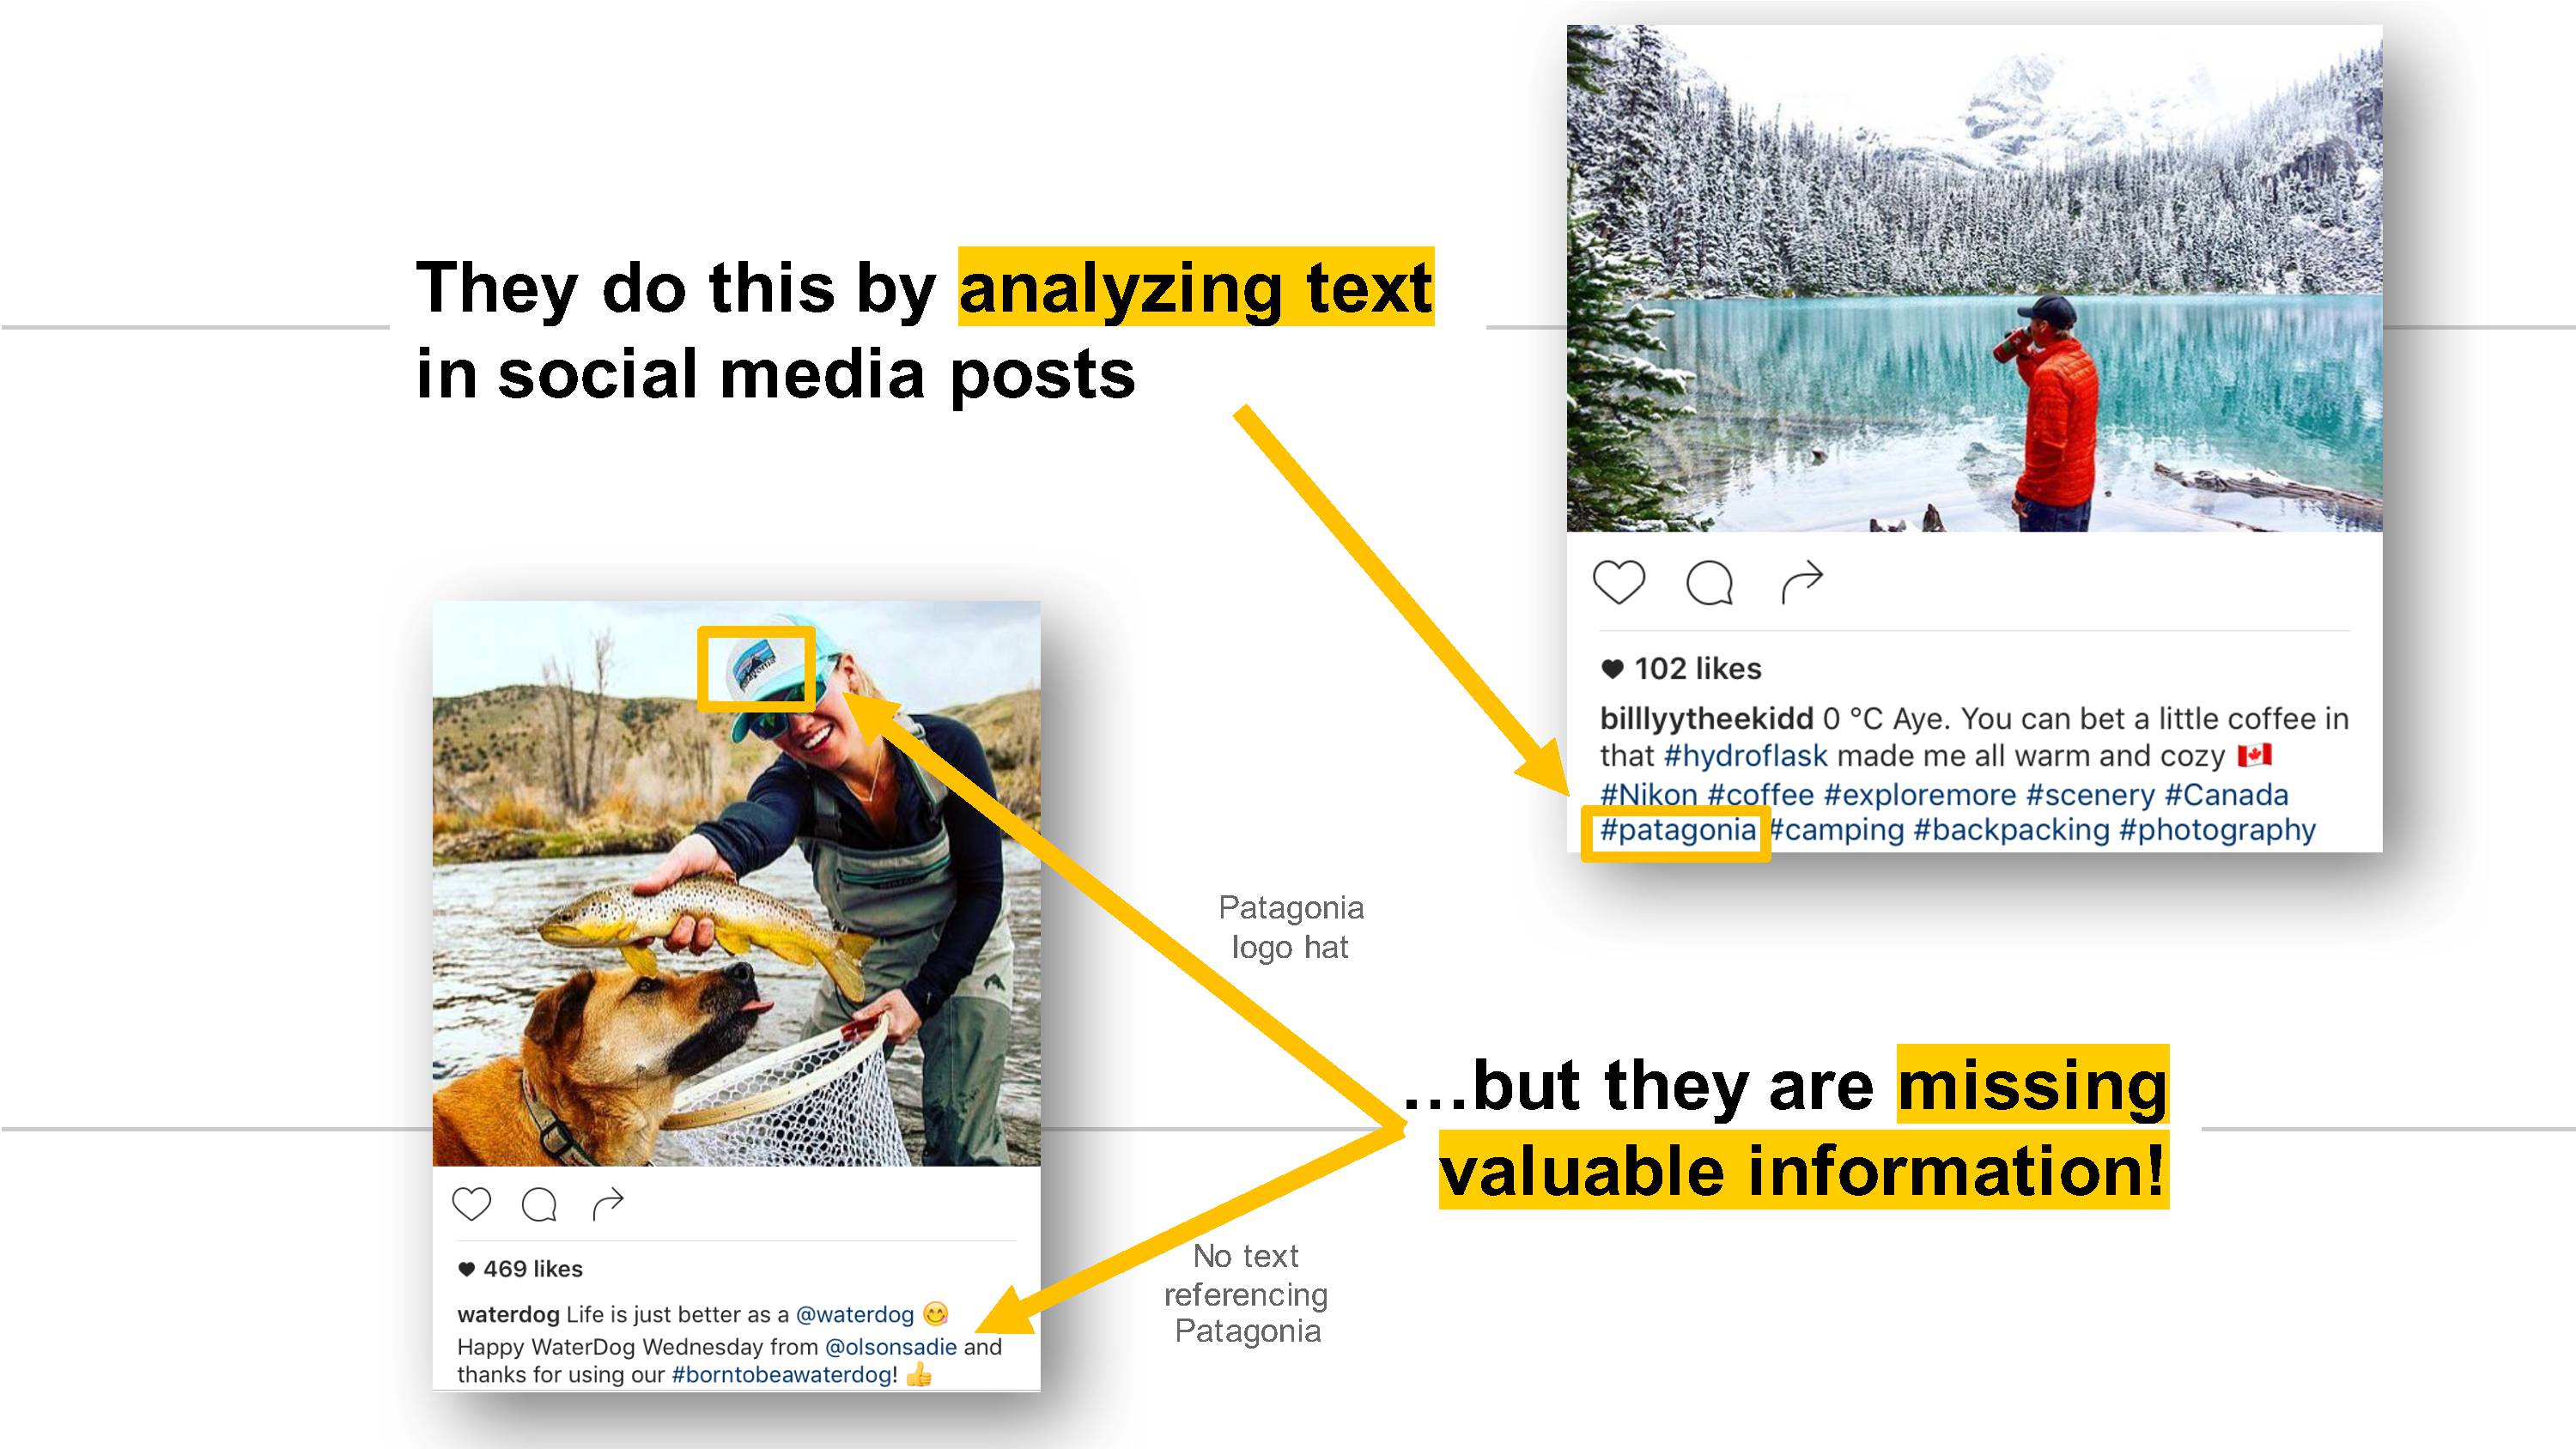 They do this by analyzing text
in social media posts
102 likes
billlyytheekidd 0 °C Aye. You can bet a little coffee in
that #hydroflask made me all warm and cozy 🇨🇦
#Nikon #coffee #exploremore #scenery #Canada
#patagonia #camping #backpacking #photography
patagonia
Patagonia
logo hat
…but they are missing
valuable information!
No text
referencing
Patagonia
469 likes
waterdog Life is just better as a @waterdog 😋
Happy WaterDog Wednesday from @olsonsadie and
thanks for using our #borntobeawaterdog! 👍